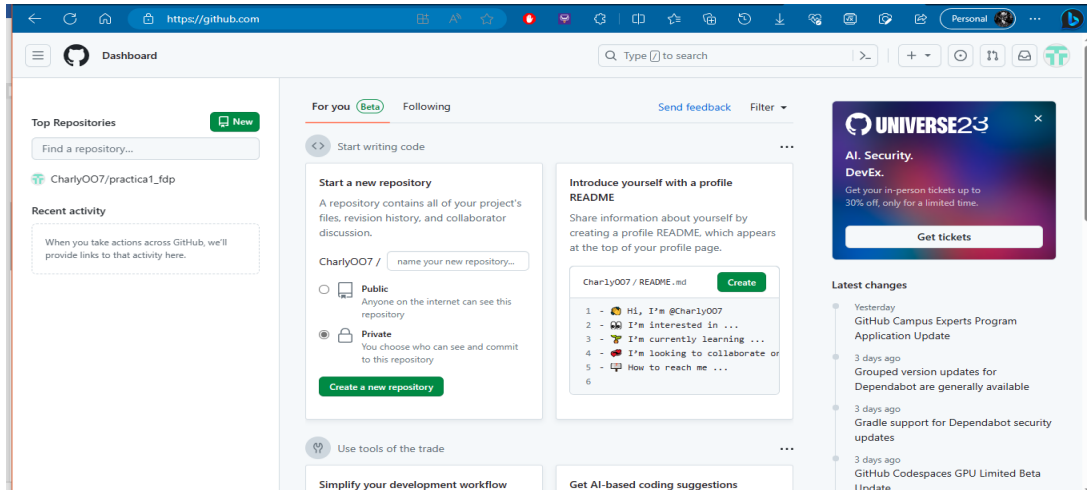 https://github.com
Personal
Dashboard
Type / to search
Top Repositories
New
Find a repository...
CharlyOO7/practica1_fdp
Recent activity
When you take actions across GitHub, we'll
provide links to that activity here.
For you Beta Following
Send feedback Filter
Start writing code
Start a new repository
A repository contains all of your project's
files, revision history, and collaborator
discussion.
CharlyOO7 / name your new repository...
Public
Anyone on the internet can see this
repository
Private
You choose who can see and commit
to this repository
Create a new repository
Introduce yourself with a profile
README
Share information about yourself by
creating a profile README, which appears
at the top of your profile page.
CharlyOO7 / README.md Create
1 - Hi, I'm @CharlyOO7
2 - I'm interested in ...
3 - I'm currently learning ...
4 - I'm looking to collaborate or
5 - How to reach me ...
6
Use tools of the trade
Simplify your development workflow
Get AI-based coding suggestions
UNIVERSE23
AI. Security.
DevEx.
Get your in-person tickets up to
30% off, only for a limited time.
Get tickets
Latest changes
Yesterday
GitHub Campus Experts Program
Application Update
3 days ago
Grouped version updates for
Dependabot are generally available
3 days ago
Gradle support for Dependabot security
updates
3 days ago
GitHub Codespaces GPU Limited Beta
Update